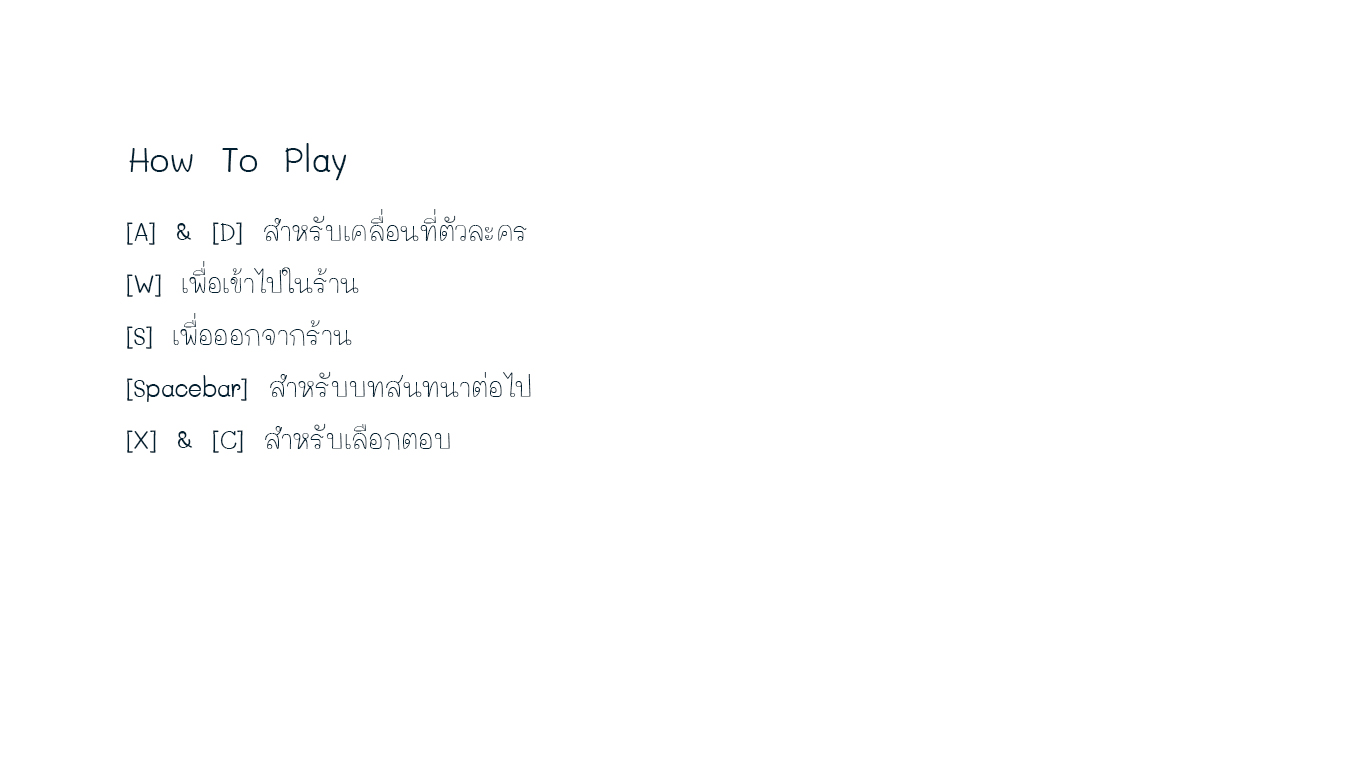 How To Play
[A] & [D] สำหรับเคลื่อนที่ตัวละคร
[W] เพื่อเข้าไปในร้าน
[S] เพื่อออกจากร้าน
[Spacebar] สำหรับบทสนทนาต่อไป
[X] & [C] สำหรับเลือกตอบ